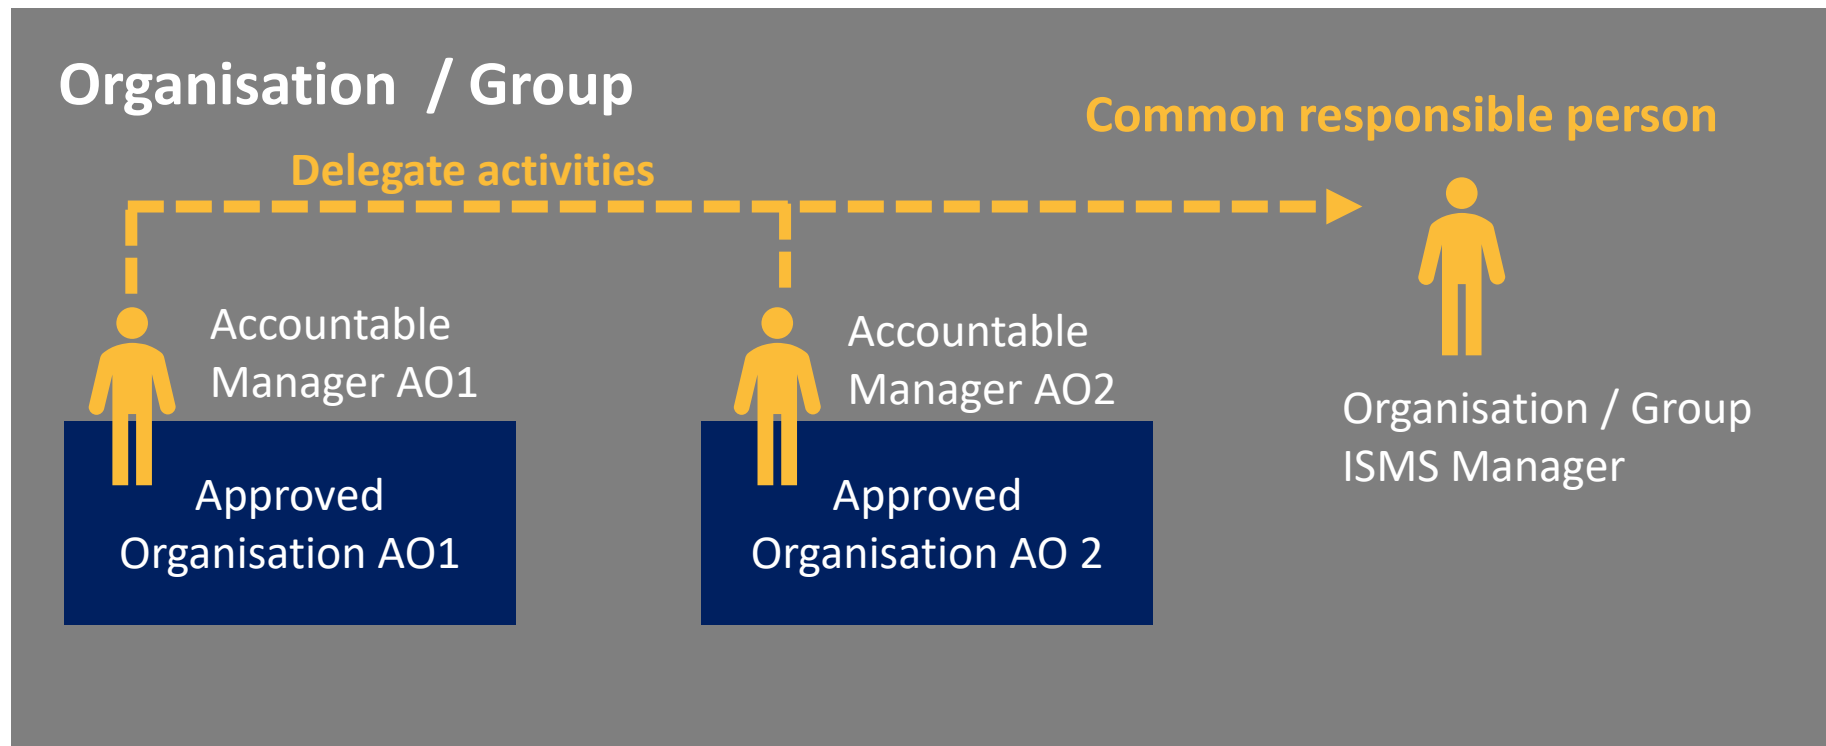 Organisation / Group
Common responsible person
Delegate activities
Accountable
Manager AO1
Accountable
Manager AO2
Organisation / Group
ISMS Manager
Approved
Organisation AO1
Approved
Organisation AO 2